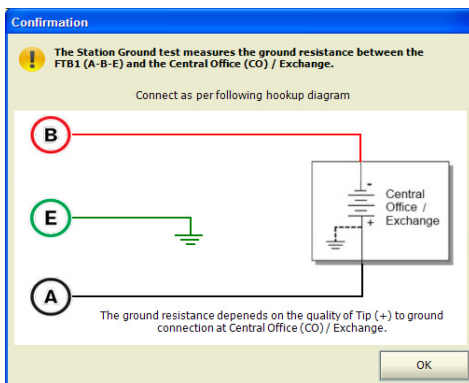 Confirmation
The Station Ground test measures the ground resistance between the
FTB1 (A-B-E) and the Central Office (CO) / Exchange.
Connect as per following hookup diagram
B
-
Central
Office /
Exchange
+
E
A
The ground resistance depeneds on the quality of Tip (+) to ground
connection at Central Office (CO) / Exchange.
OK